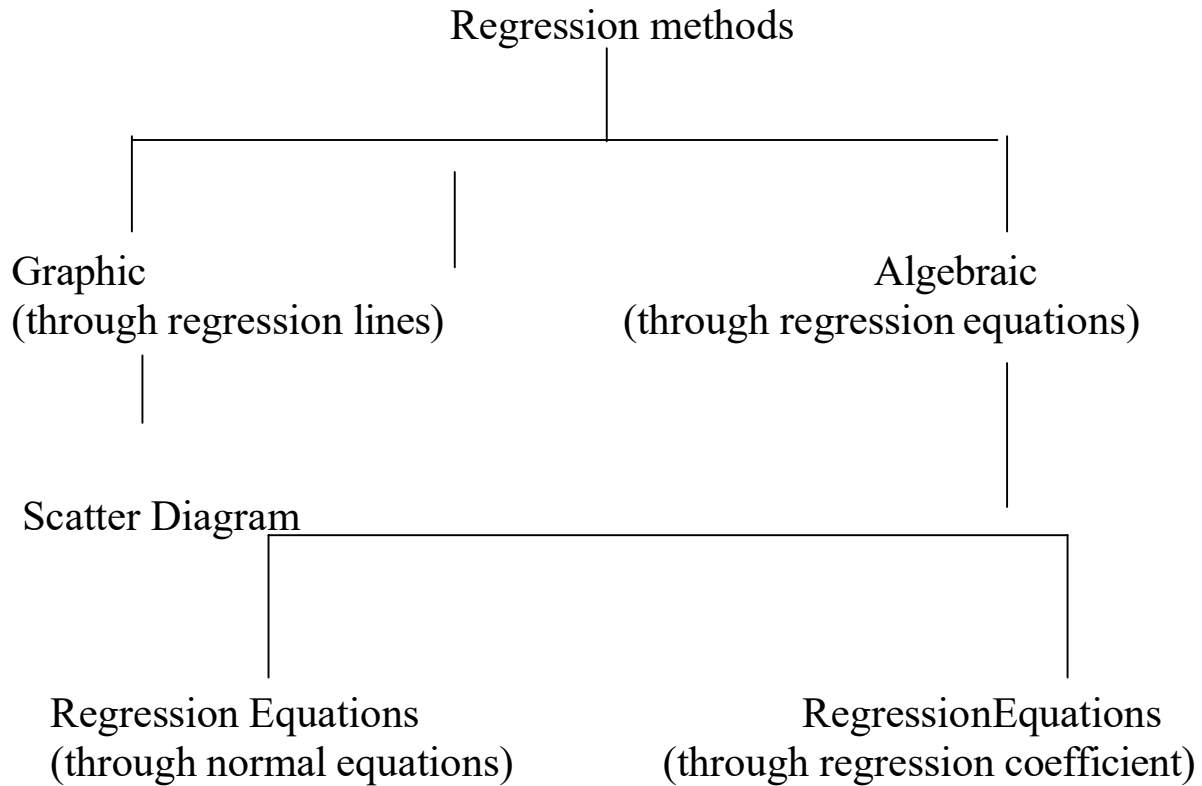 Regression methods
Graphic
(through regression lines)
Algebraic
(through regression equations)
Scatter Diagram
Regression Equations
(through normal equations)
RegressionEquations
(through regression coefficient)